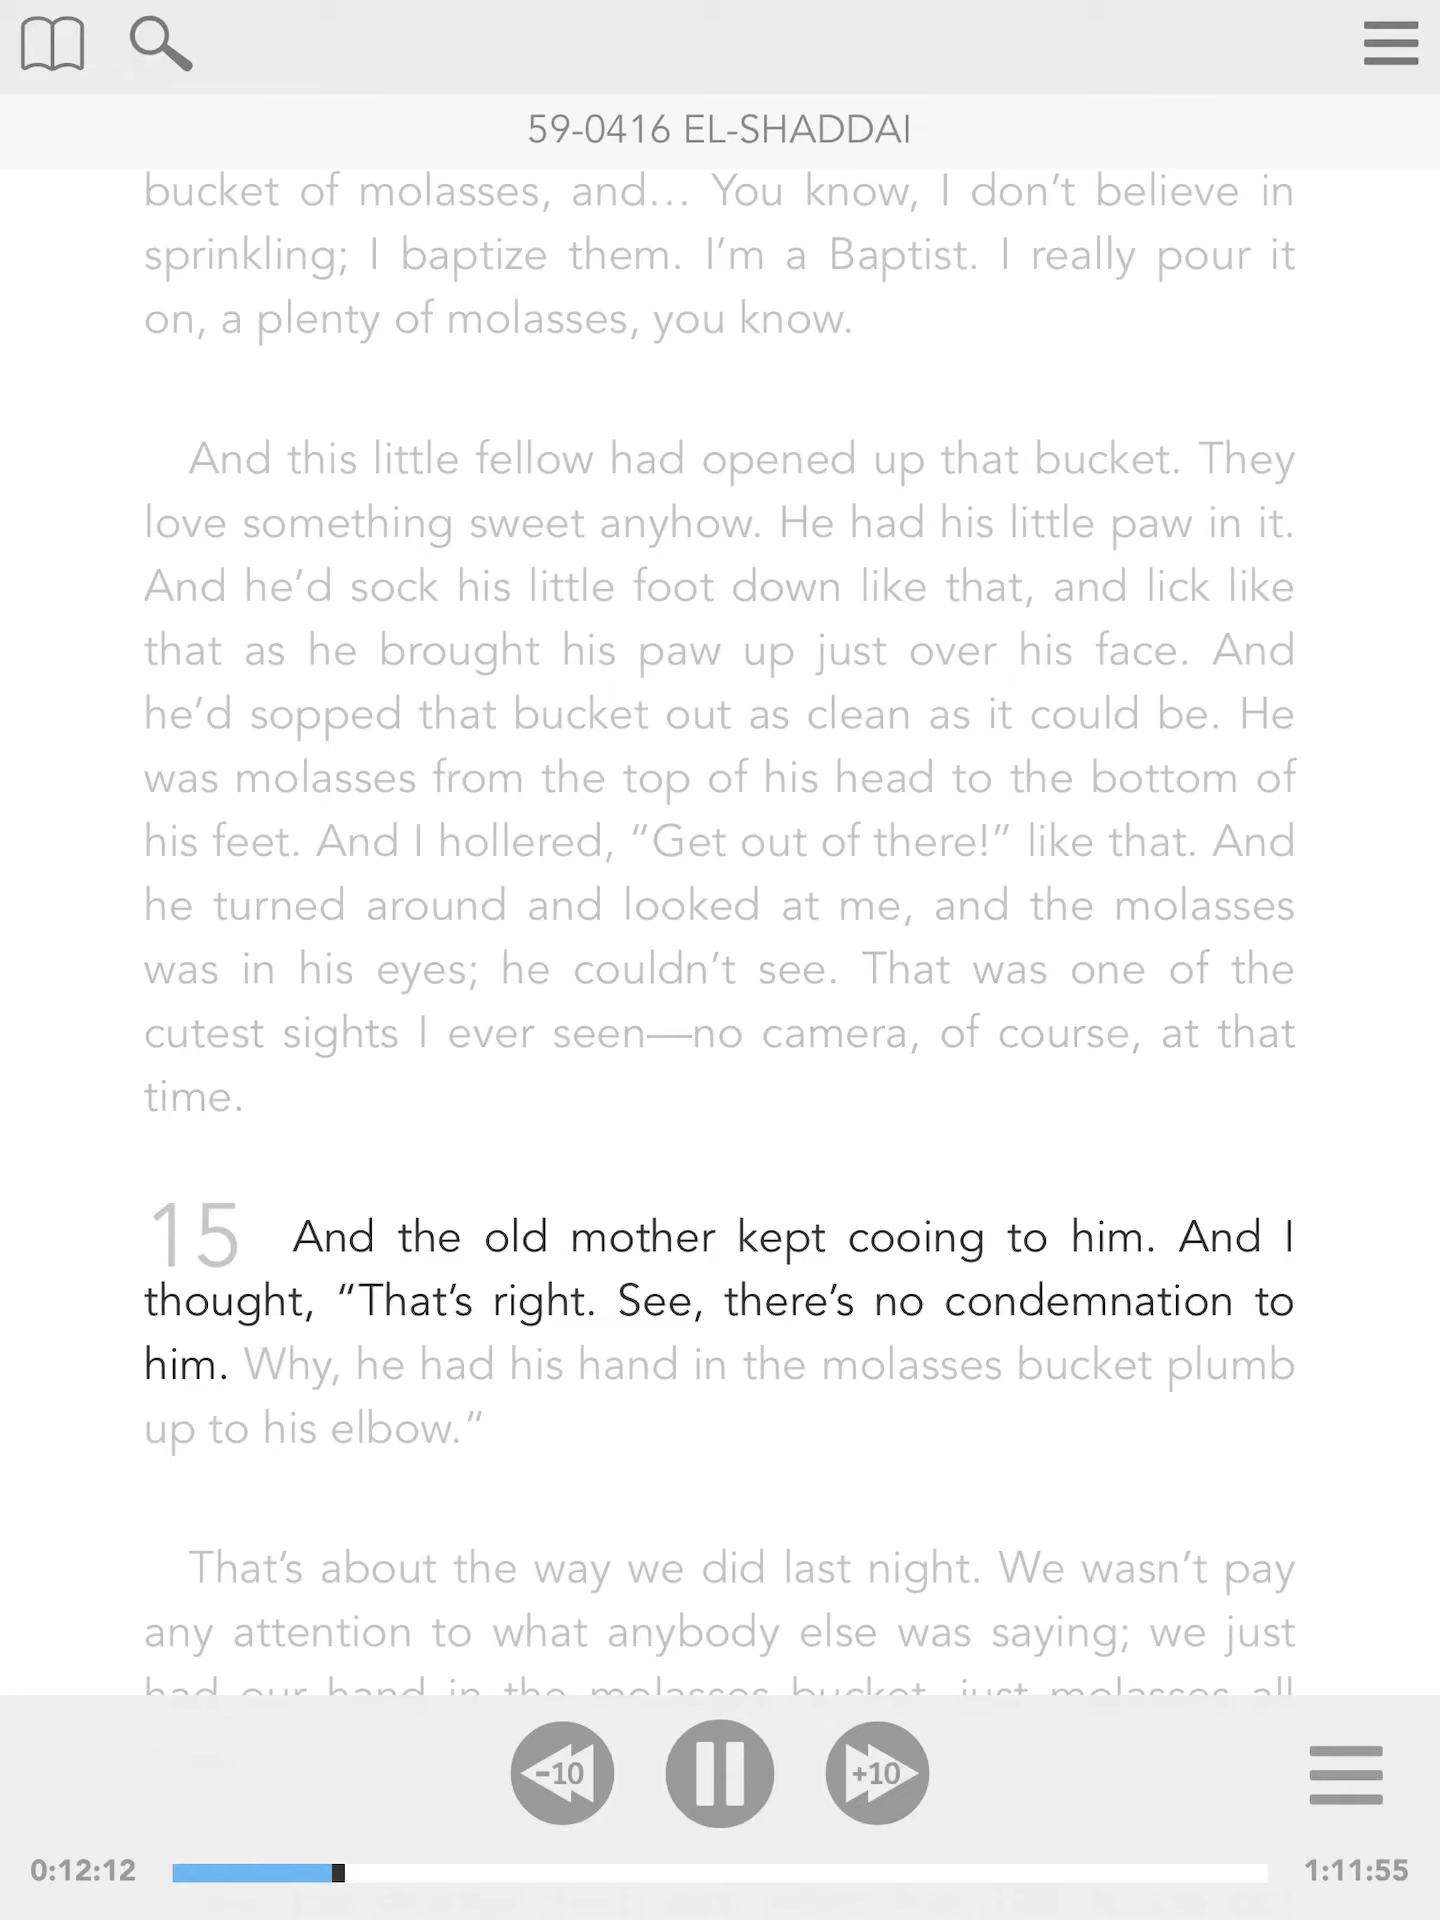 59-0416 EL-SHADDAI
bucket of molasses, and… You know, I don’t believe in
sprinkling; I baptize them. I’m a Baptist. I really pour it
on, a plenty of molasses, you know.
And this little fellow had opened up that bucket. They
love something sweet anyhow. He had his little paw in it.
And he’d sock his little foot down like that, and lick like
that as he brought his paw up just over his face. And
he’d sopped that bucket out as clean as it could be. He
was molasses from the top of his head to the bottom of
his feet. And I hollered, “Get out of there!” like that. And
he turned around and looked at me, and the molasses
was in his eyes; he couldn’t see. That was one of the
cutest sights I ever seen—no camera, of course, at that
time.
15 And the old mother kept cooing to him. And I
thought, “That’s right. See, there’s no condemnation to
him. Why, he had his hand in the molasses bucket plumb
up to his elbow.”
That’s about the way we did last night. We wasn’t pay
any attention to what anybody else was saying; we just
had our hand in the molasses bucket, just molasses all
-10 +10
0:12:12 1:11:55